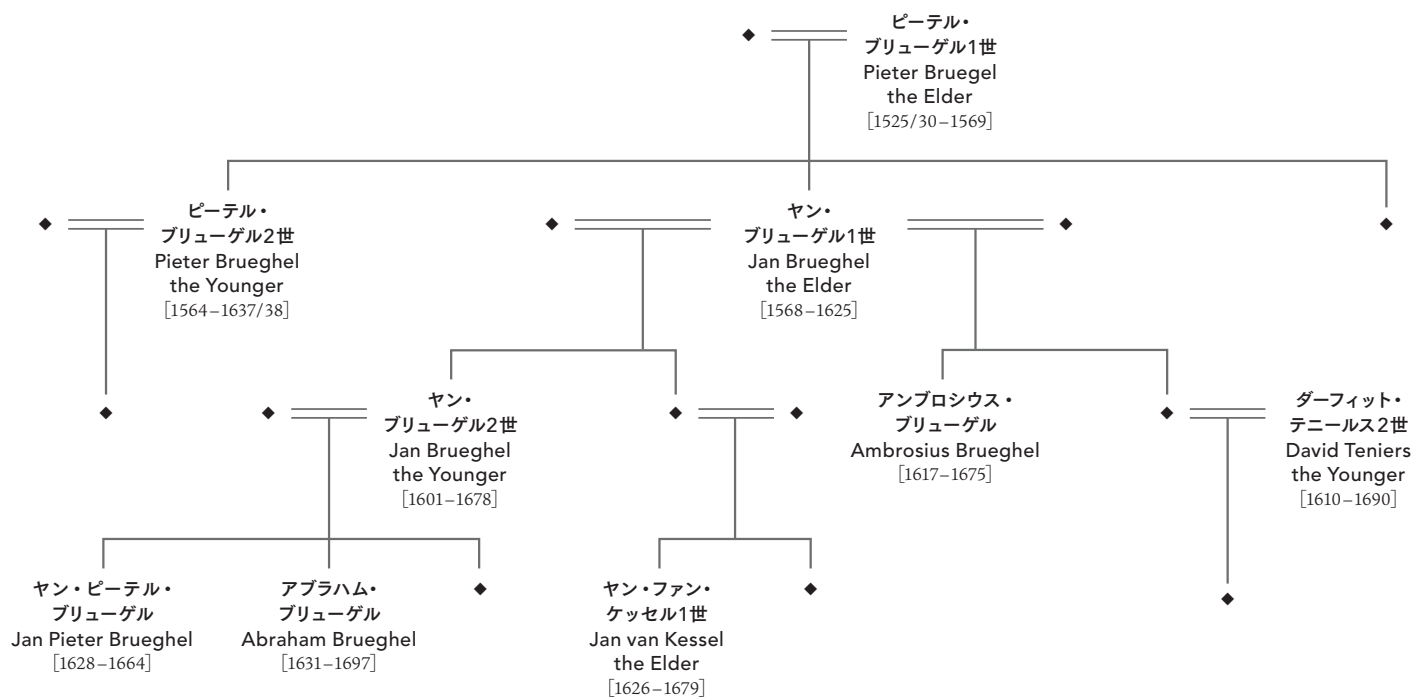 ピーテル・
ブリューゲル1世
Pieter Bruegel
the Elder
[1525/30–1569]
ピーテル・
ブリューゲル2世
Pieter Brueghel
the Younger
[1564–1637/38]
ヤン・
ブリューゲル1世
Jan Brueghel
the Elder
[1568–1625]
ヤン・
ブリューゲル2世
Jan Brueghel
the Younger
[1601–1678]
アンブロシウス・
ブリューゲル
Ambrosius Brueghel
[1617–1675]
ダーフィット・
テニールス2世
David Teniers
the Younger
[1610–1690]
ヤン・ピーテル・
ブリューゲル
Jan Pieter Brueghel
[1628–1664]
アブラハム・
ブリューゲル
Abraham Brueghel
[1631–1697]
ヤン・ファン・
ケッセル1世
Jan van Kessel
the Elder
[1626–1679]